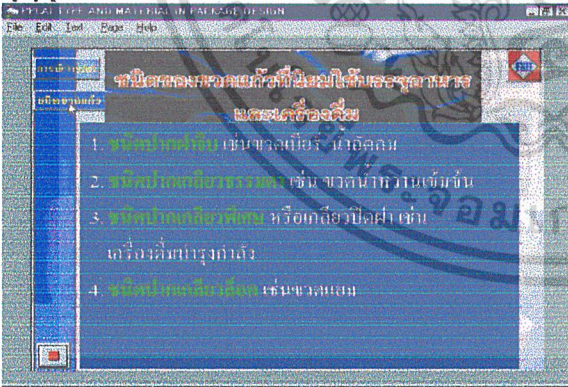 AND MATERIAL IN PACKAGE DESIGN
File Edit Text Page Help
ชนิดของขวดแก้วที่นิยมใช้บรรจุอาหาร
และเครื่องดื่ม
1. ชนิดปากฝาจีบ เช่นขวดเบียร์ น้ำอัดลม
2. ชนิดปากเกลียวธรรมดา เช่น ขวดน้ำหวานเข้มข้น
3. ชนิดปากเกลียวพิเศษ หรือเกลียวปิดฝา เช่น
เครื่องดื่มบำรุงกำลัง
4. ชนิดปากเกลียวล็อค เช่นขวดแยม